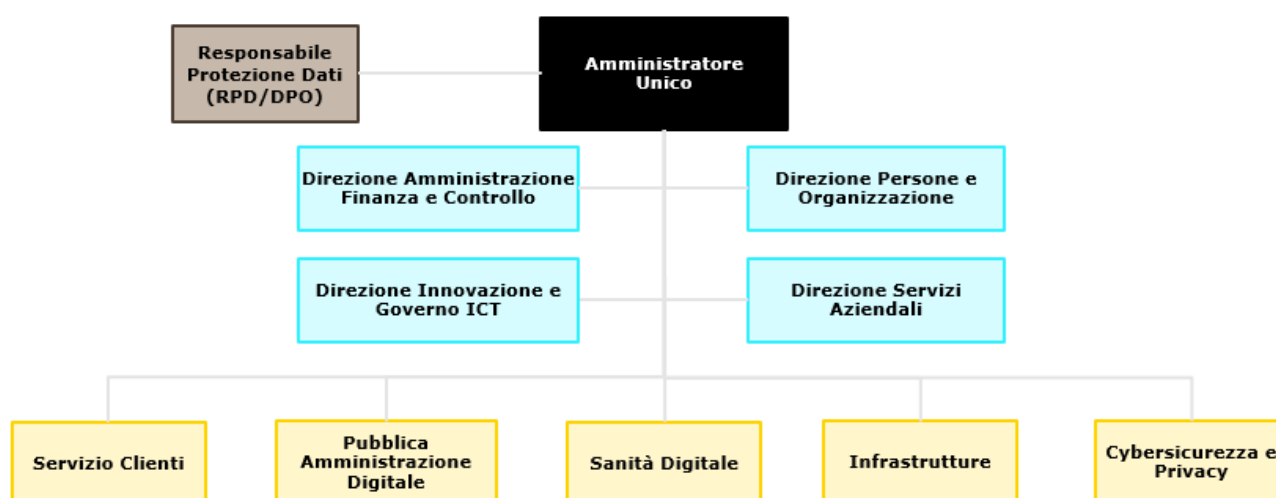 Responsabile
Protezione Dati
(RPD/DPO)
Amministratore
Unico
Direzione Amministrazione
Finanza e Controllo
Direzione Persone e
Organizzazione
Direzione Innovazione e
Governo ICT
Direzione Servizi
Aziendali
Servizio Clienti
Pubblica
Amministrazione
Digitale
Sanità Digitale
Infrastrutture
Cybersicurezza e
Privacy